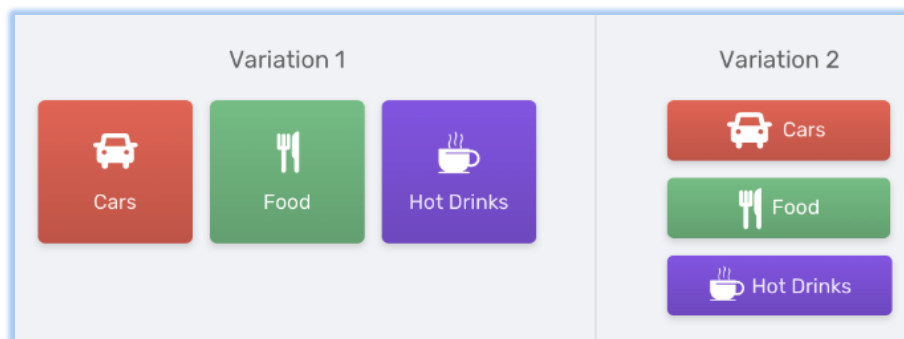 Variation 1
Cars
Food
Hot Drinks
Variation 2
Cars
Food
Hot Drinks